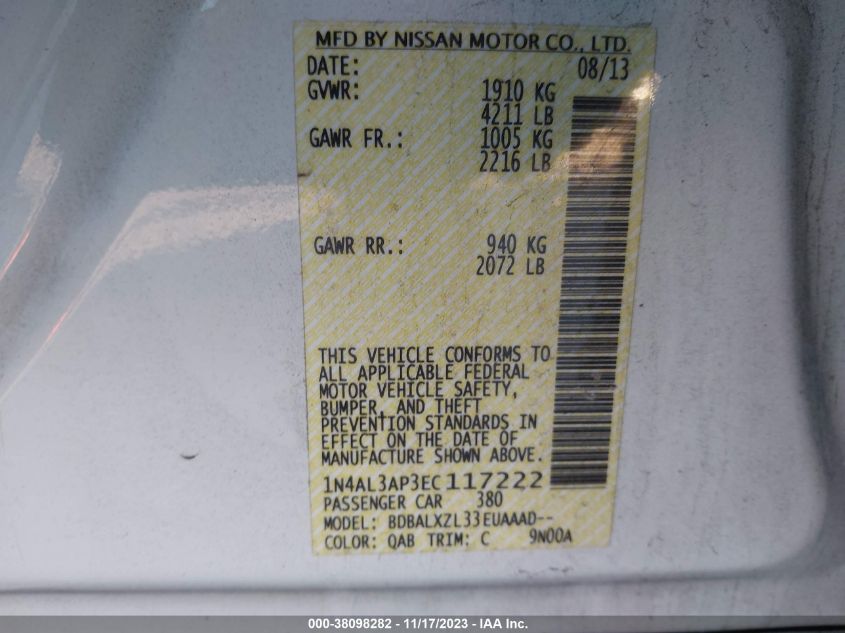 MFD BY NISSAN MOTOR CO., LTD.
DATE: 08/13
GVWR: 1910 KG
4211 LB
GAWR FR.: 1005 KG
2216 LB
GAWR RR.: 940 KG
2072 LB
THIS VEHICLE CONFORMS TO
ALL APPLICABLE FEDERAL
MOTOR VEHICLE SAFETY,
BUMPER, AND THEFT
PREVENTION STANDARDS IN
EFFECT ON THE DATE OF
MANUFACTURE SHOWN ABOVE.
1N4AL3AP3EC117222
PASSENGER CAR 380
MODEL: BDBALXZL33EUAAAD--
COLOR: QAB TRIM: C 9N00A
000-38098282 - 11/17/2023 - IAA Inc.